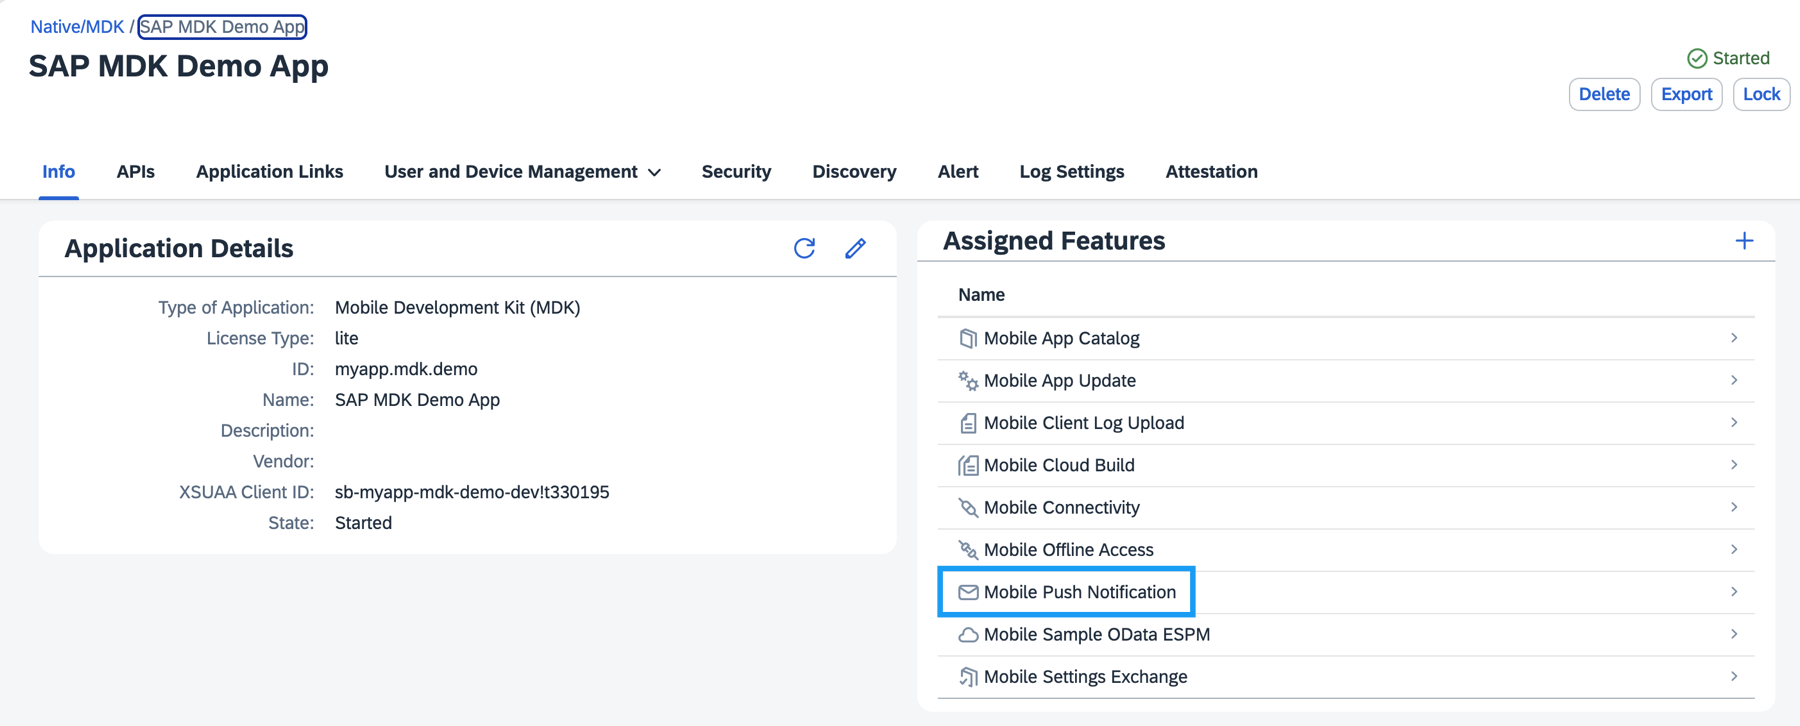 Native/MDK / SAP MDK Demo App
SAP MDK Demo App
Started
Delete Export Lock
Info APIs Application Links User and Device Management Security Discovery Alert Log Settings Attestation
Application Details
Type of Application: Mobile Development Kit (MDK)
License Type: lite
ID: myapp.mdk.demo
Name: SAP MDK Demo App
Description:
Vendor:
XSUAA Client ID: sb-myapp-mdk-demo-dev!t330195
State: Started
Assigned Features
Name
Mobile App Catalog
Mobile App Update
Mobile Client Log Upload
Mobile Cloud Build
Mobile Connectivity
Mobile Offline Access
Mobile Push Notification
Mobile Sample OData ESPM
Mobile Settings Exchange